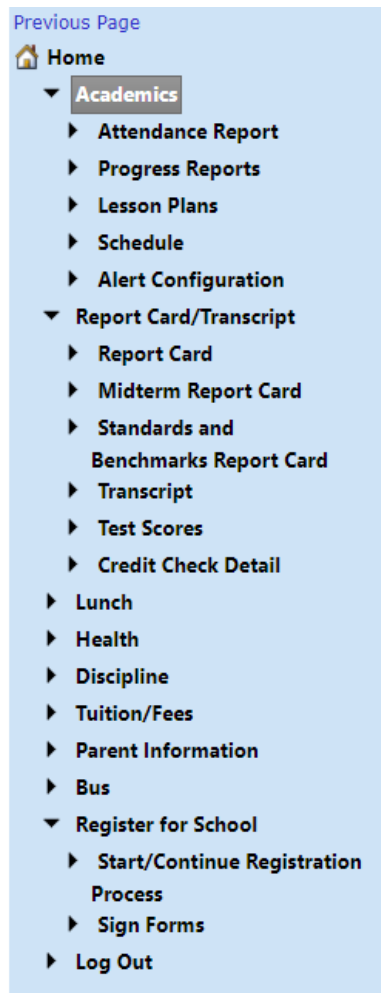 Previous Page
Home
Academics
Attendance Report
Progress Reports
Lesson Plans
Schedule
Alert Configuration
Report Card/Transcript
Report Card
Midterm Report Card
Standards and
Benchmarks Report Card
Transcript
Test Scores
Credit Check Detail
Lunch
Health
Discipline
Tuition/Fees
Parent Information
Bus
Register for School
Start/Continue Registration
Process
Sign Forms
Log Out